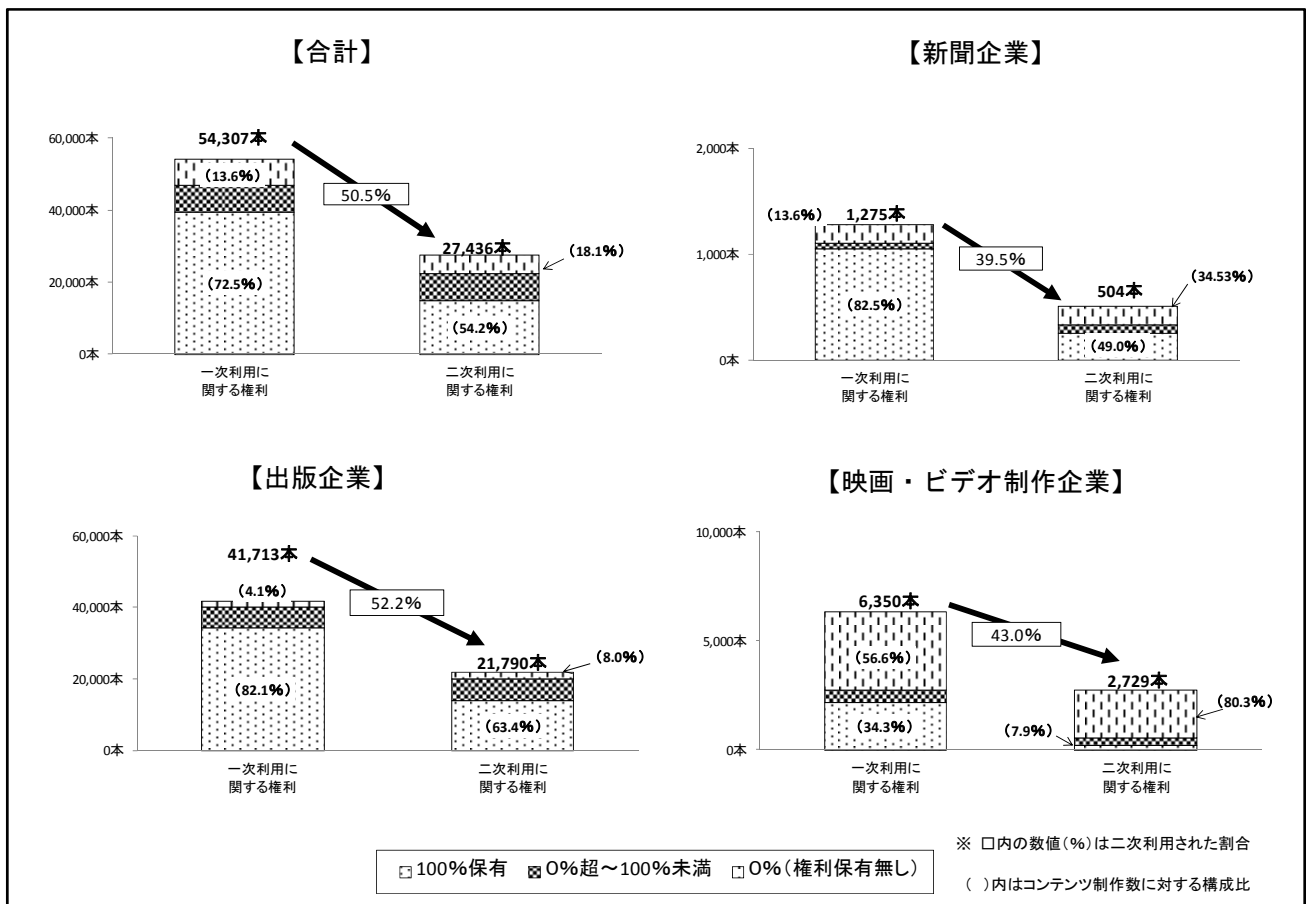 【合計】
60,000本
40,000本
20,000本
0本
54,307本
(13.6%)
(72.5%)
50.5%
27,436本
(18.1%)
(54.2%)
一次利用に
関する権利
二次利用に
関する権利
【新聞企業】
2,000本
1,000本
0本
(13.6%)
1,275本
(82.5%)
39.5%
504本
(34.53%)
(49.0%)
一次利用に
関する権利
二次利用に
関する権利
【出版企業】
60,000本
40,000本
20,000本
0本
41,713本
(4.1%)
(82.1%)
52.2%
21,790本
(8.0%)
(63.4%)
一次利用に
関する権利
二次利用に
関する権利
【映画・ビデオ制作企業】
10,000本
5,000本
0本
6,350本
(56.6%)
(34.3%)
43.0%
2,729本
(80.3%)
(7.9%)
一次利用に
関する権利
二次利用に
関する権利
100%保有 0%超~100%未満 0%(権利保有無し)
※ 口内の数値(%)は二次利用された割合
( )内はコンテンツ制作数に対する構成比